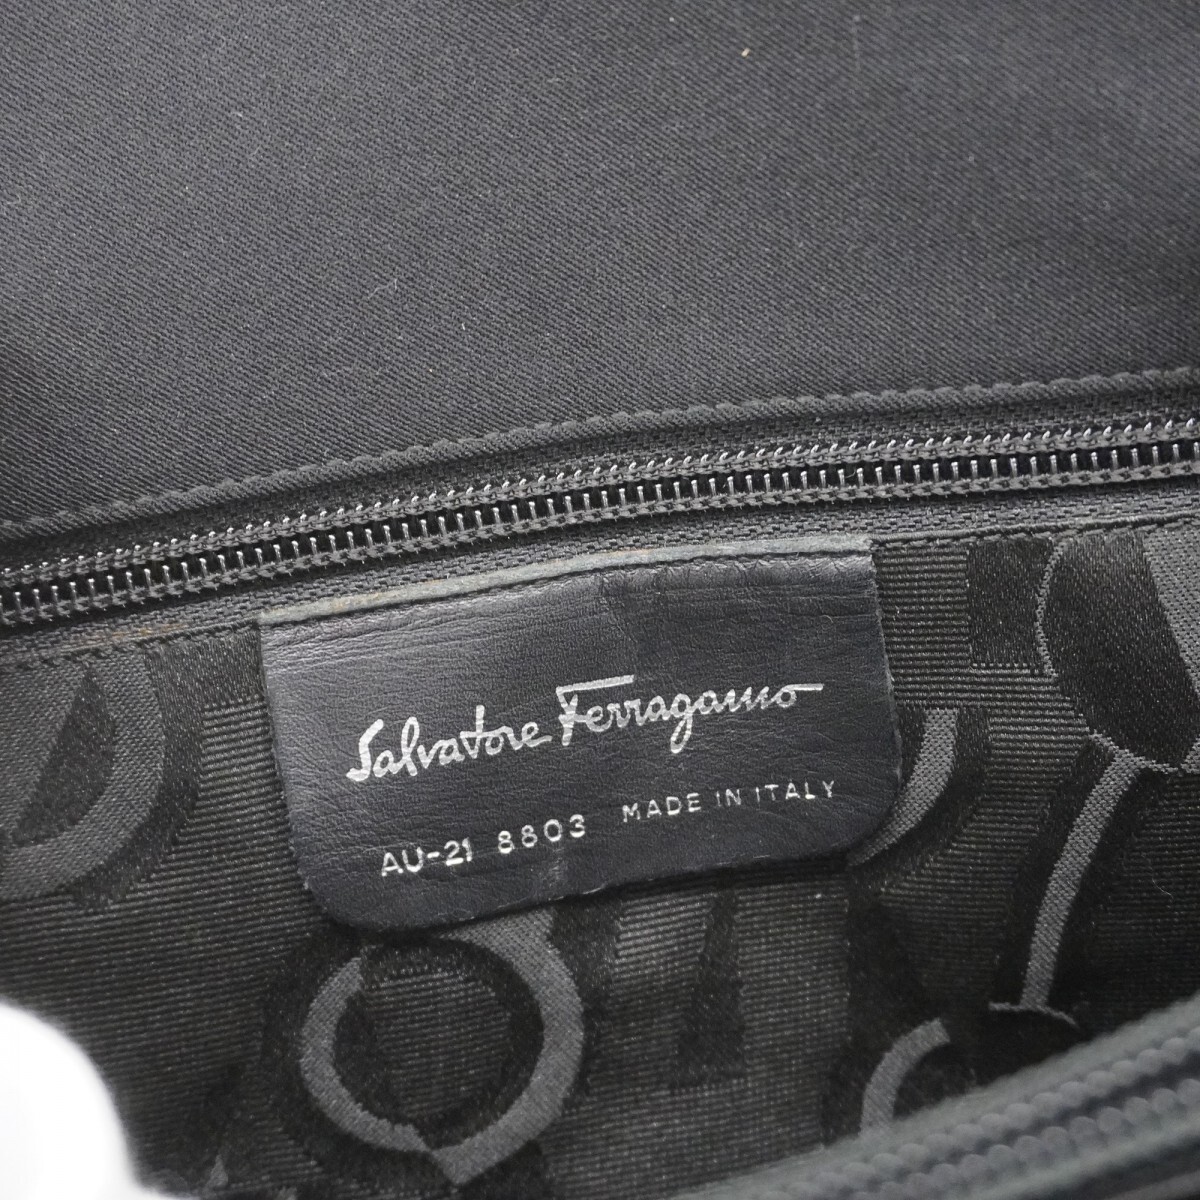 Salvatore Ferragamo
AU-21 8803 MADE IN ITALY